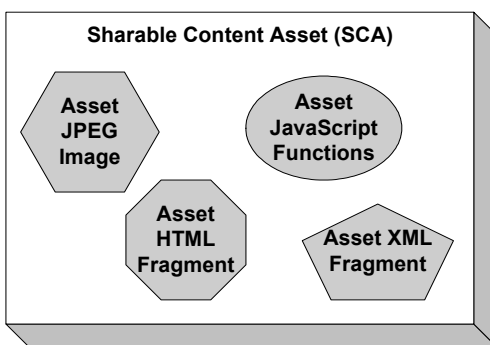 Sharable Content Asset (SCA)
Asset
JPEG
Image
Asset
JavaScript
Functions
Asset
HTML
Fragment
Asset XML
Fragment